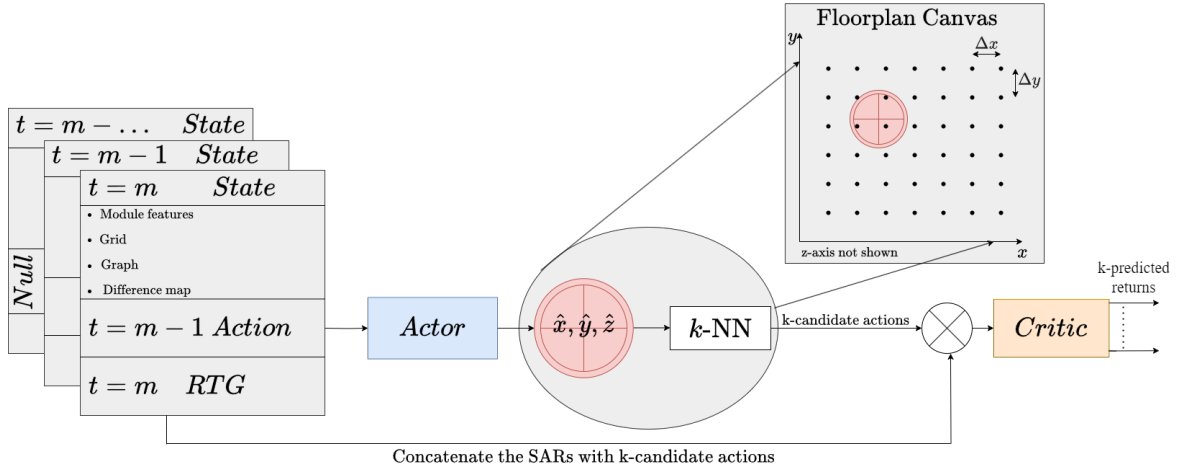 Floorplan Canvas
y
Δx
Δy
z-axis not shown
x
t = m − … State
t = m − 1 State
t = m State
• Module features
• Grid
• Graph
• Difference map
Null
t = m − 1 Action
t = m RTG
Actor
x̂, ŷ, ẑ
k-NN
k-candidate actions
Critic
k-predicted
returns
Concatenate the SARs with k-candidate actions